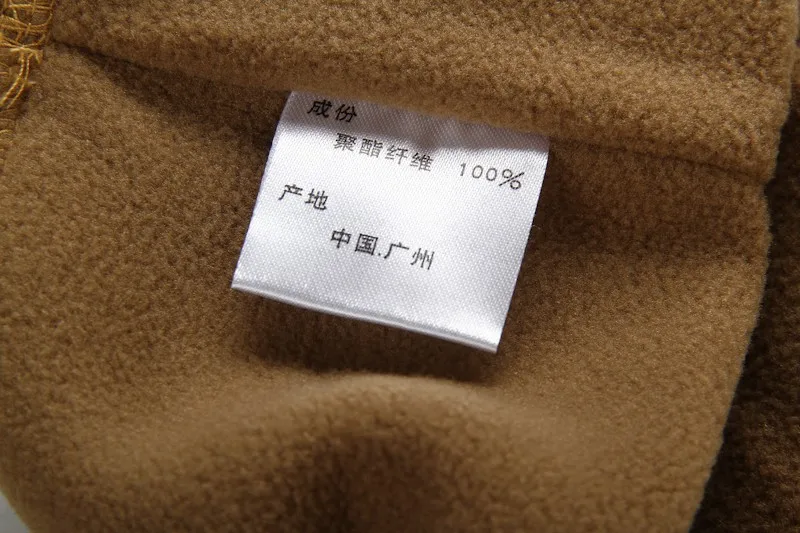 成份
聚酯纤维 100%
产地
中国.广州